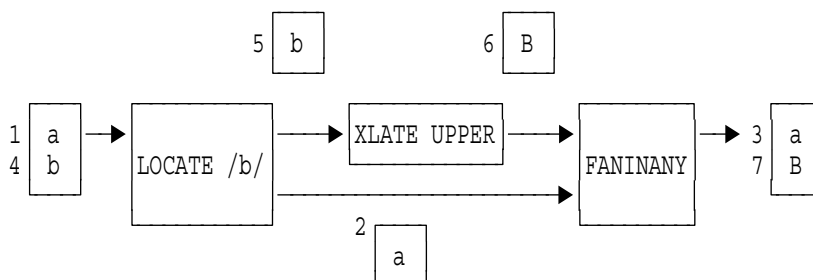 5 b 6 B
1 a XLATE UPPER 3 a
4 b LOCATE /b/ FANINANY 7 B
2
a